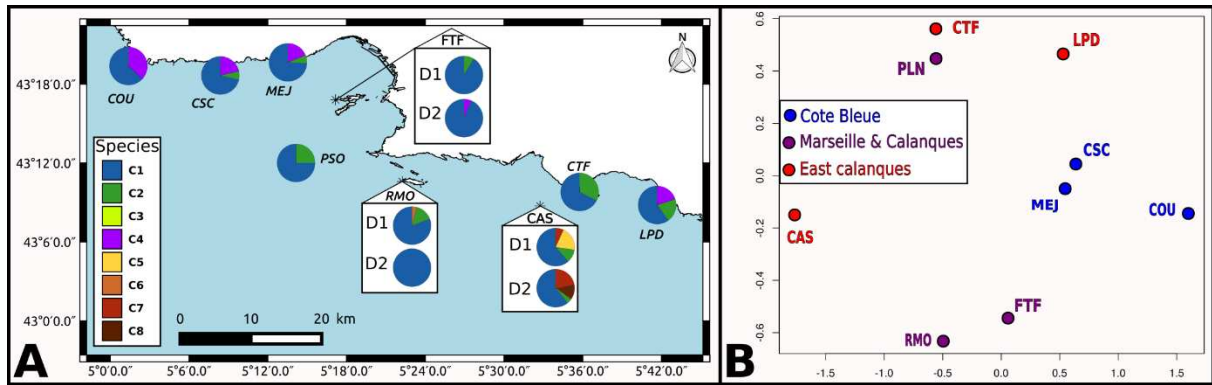 A
43°18'0.0″
43°12'0.0″
43°6'0.0″
43°0'0.0″
5°0'0.0″ 5°6'0.0″ 5°12'0.0″ 5°18'0.0″ 5°24'0.0″ 5°30'0.0″ 5°36'0.0″ 5°42'0.0″
COU
CSC
MEJ
PSO
FTF
D1
D2
N
RMO
D1
D2
CAS
D1
D2
CTF
LPD
Species
C1
C2
C3
C4
C5
C6
C7
C8
0 10 20 km
B
0.6
0.4
0.2
0.0
-0.2
-0.4
-0.6
-1.5 -1.0 -0.5 0.0 0.5 1.0 1.5
CTF
LPD
PLN
Cote Bleue
Marseille & Calanques
East calanques
CSC
MEJ
COU
CAS
FTF
RMO